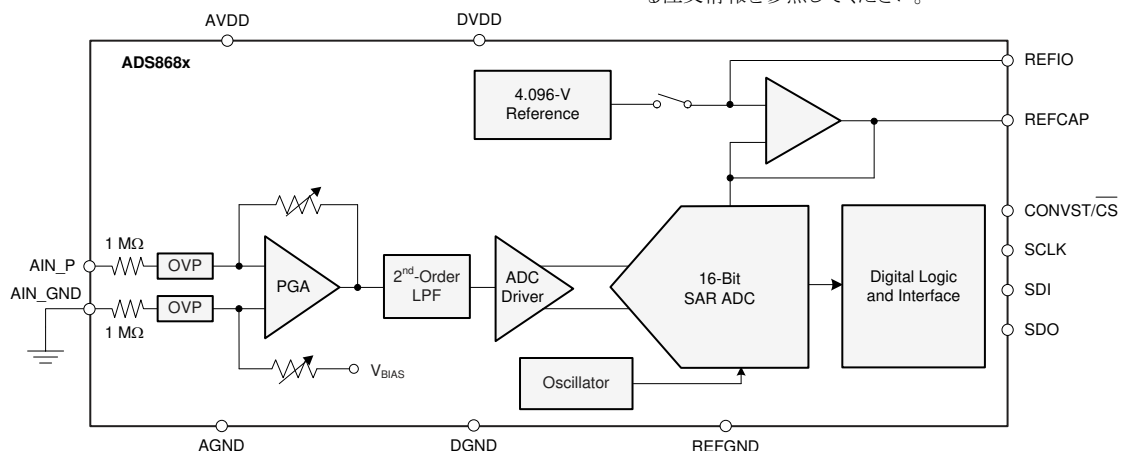 AVDD
DVDD
ADS868x
4.096-V
Reference
REFIO
REFCAP
CONVST/CS
SCLK
SDI
SDO
1 MΩ
AIN_P
OVP
AIN_GND
OVP
1 MΩ
PGA
2nd-Order
LPF
ADC
Driver
16-Bit
SAR ADC
Digital Logic
and Interface
VBIAS
Oscillator
AGND
DGND
REFGND